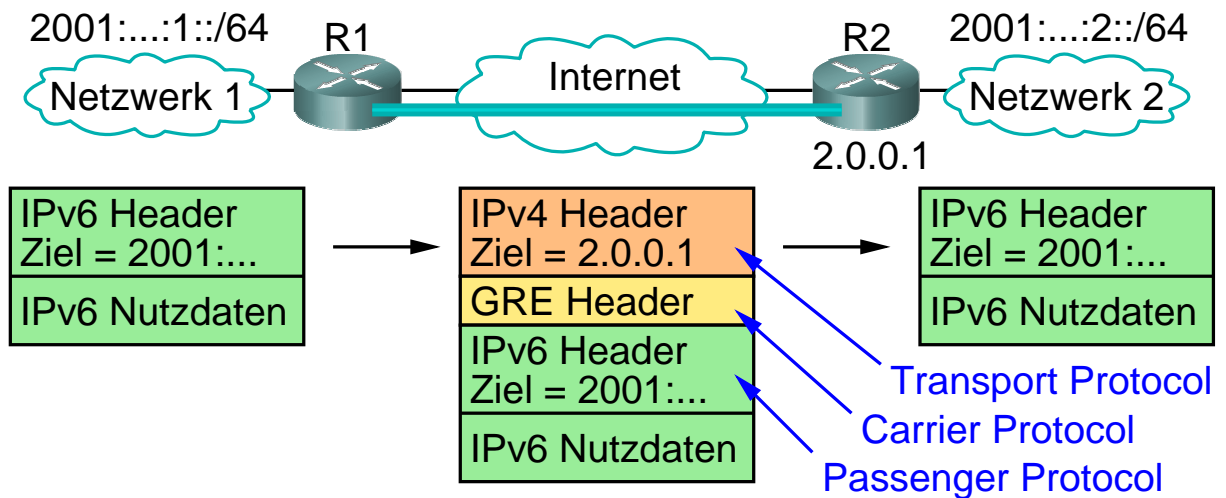 2001:...:1::/64
R1
R2
2001:...:2::/64
Netzwerk 1
Internet
Netzwerk 2
2.0.0.1
IPv6 Header
Ziel = 2001:...
IPv6 Nutzdaten
IPv4 Header
Ziel = 2.0.0.1
GRE Header
IPv6 Header
Ziel = 2001:...
IPv6 Nutzdaten
IPv6 Header
Ziel = 2001:...
IPv6 Nutzdaten
Transport Protocol
Carrier Protocol
Passenger Protocol